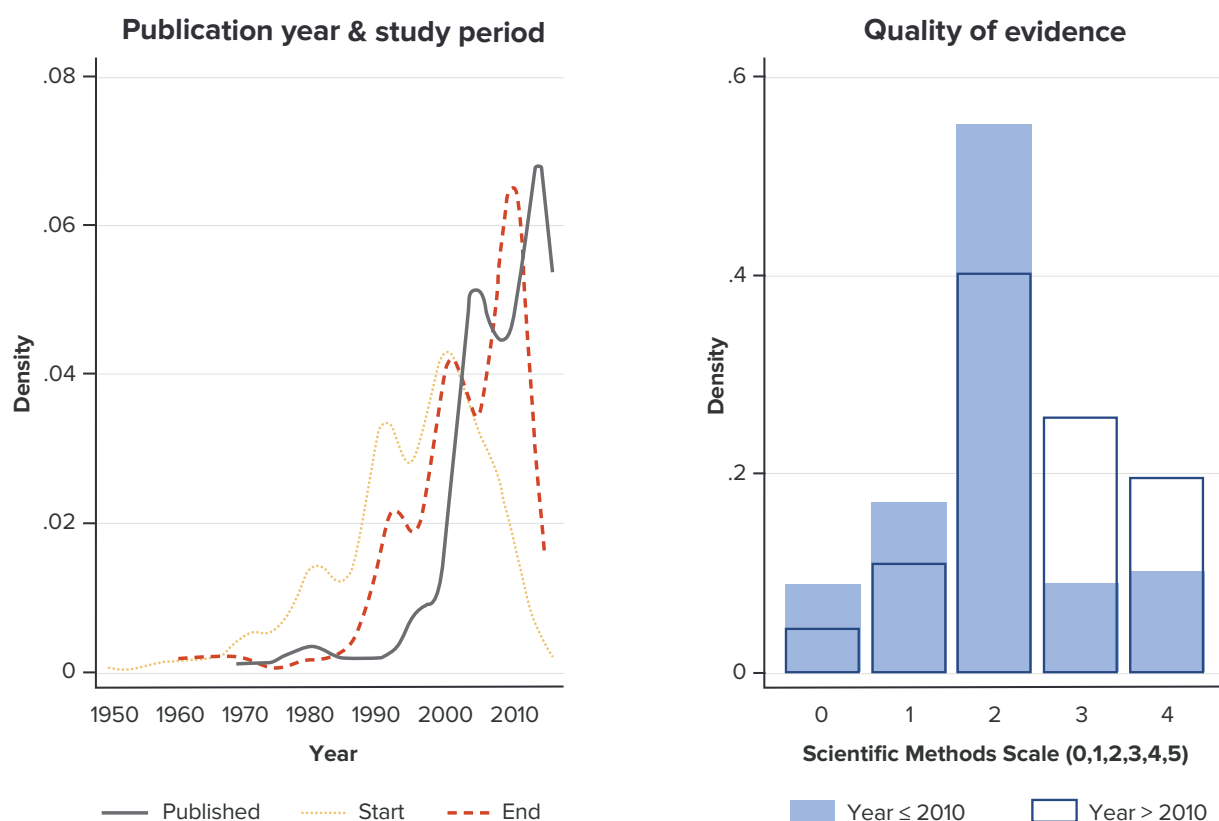 Publication year & study period
.08
.06
.04
.02
0
Density
1950 1960 1970 1980 1990 2000 2010
Year
Published Start End
Quality of evidence
.6
.4
.2
0
Density
0 1 2 3 4
Scientific Methods Scale (0,1,2,3,4,5)
Year ≤ 2010 Year > 2010